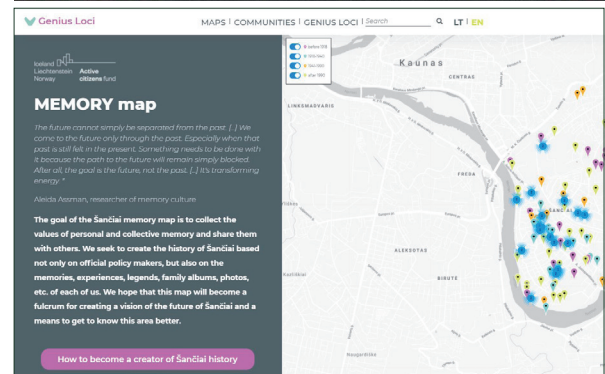 Genius Loci
MAPS | COMMUNITIES | GENIUS LOCI | Search LT | EN
Iceland
Liechtenstein Active
Norway citizens fund
MEMORY map
The future cannot simply be separated from the past. [..] We
come to the future only through the past. Especially when that
past is still felt in the present. Something needs to be done with
it because the path to the future will remain simply blocked.
After all, the goal is the future, not the past. [..] It's transforming
energy. "
Aleida Assman, researcher of memory culture
The goal of the Šančiai memory map is to collect the
values of personal and collective memory and share them
with others. We seek to create the history of Šančiai based
not only on official policy makers, but also on the
memories, experiences, legends, family albums, photos,
etc. of each of us. We hope that this map will become a
fulcrum for creating a vision of the future of Šančiai and a
means to get to know this area better.
How to become a creator of Šančiai history
before 1918
after 1990
Kaunas
CENTRAS
LINKSMADVARIS
FREDA
ŠANČIAI
ALEKSOTAS
BIRUTĖ
Kazliškiai
Naugardiškė